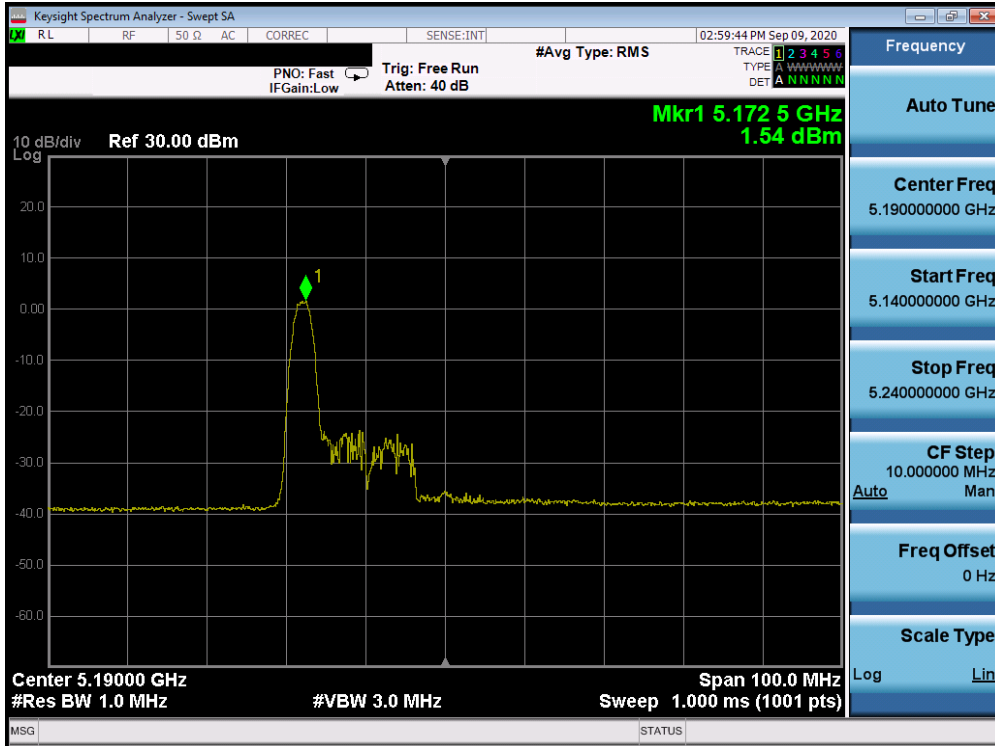 Keysight Spectrum Analyzer - Swept SA
LXI RL RF 50 Ω AC CORREC SENSE:INT 02:59:44 PM Sep 09, 2020
#Avg Type: RMS
TRACE 1 2 3 4 5 6
TYPE A WWWWW
DET A N N N N N
PNO: Fast Trig: Free Run
IFGain:Low Atten: 40 dB
Mkr1 5.172 5 GHz
1.54 dBm
10 dB/div Ref 30.00 dBm
Log
20.0
10.0
0.00
-10.0
-20.0
-30.0
-40.0
-50.0
-60.0
1
Center 5.19000 GHz Span 100.0 MHz
#Res BW 1.0 MHz #VBW 3.0 MHz Sweep 1.000 ms (1001 pts)
MSG STATUS
Frequency
Auto Tune
Center Freq
5.190000000 GHz
Start Freq
5.140000000 GHz
Stop Freq
5.240000000 GHz
CF Step
10.000000 MHz
Auto Man
Freq Offset
0 Hz
Scale Type
Log Lin